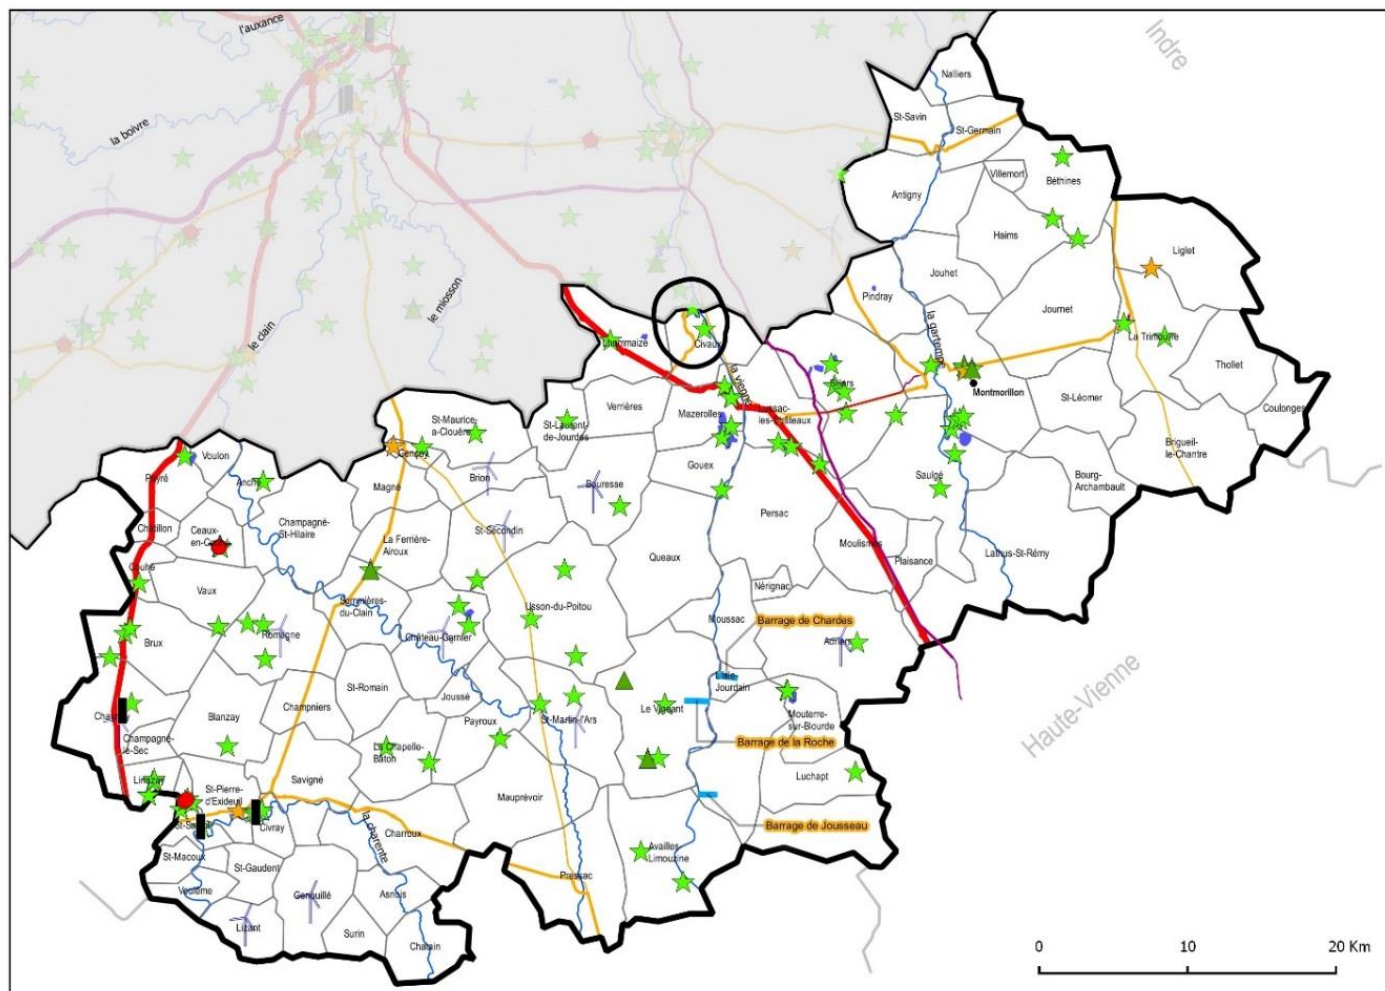 Indre
l'auxance
Nalliers
St-Savin
St-Germain
la boivre
Villemort
Béthines
Antigny
Haims
Liglet
Jouhet
le miosson
Pindray
Journet
le clain
la gartempe
Lhommaizé
Civaux
La Trimouille
Thollet
la vienne
Sillars
Montmorillon
St-Léomer
Coulonges
Verrières
Mazerolles
Lussac-
les-Châteaux
St-Maurice-
la-Clouère
St-Laurent-
de-Jourdes
Brigueil-
le-Chantre
Gençay
Voulon
Gouex
Payré
Anché
Magné
Brion
Bouresse
Saulgé
Bourg-
Archambault
Persac
Châtillon
Ceaux-
en-Couhé
Champagné-
St-Hilaire
St-Secondin
La Ferrière-
Airoux
Queaux
Moulismes
Plaisance
Lathus-St-Rémy
Couhé
Vaux
Nérignac
Sommières-
du-Clain
Usson-du-Poitou
Moussac
Barrage de Chardes
Brux
Romagne
Château-Garnier
Adriers
Haute-Vienne
St-Romain
Joussé
L'Isle-
Jourdain
Champniers
Le Vigeant
Blanzay
Payroux
St-Martin-l'Ars
Mouterre-
sur-Blourde
Champagné-
le-Sec
La Chapelle-
Bâton
Barrage de la Roche
Linazay
Savigné
Luchapt
St-Pierre-
d'Exideuil
Mauprévoir
Civray
la charente
Charroux
Barrage de Jousseau
St-Macoux
St-Gaudent
Availles
Limouzine
Pressac
Voulême
Genouillé
Asnois
Lizant
Surin
Chatain
0 10 20 Km